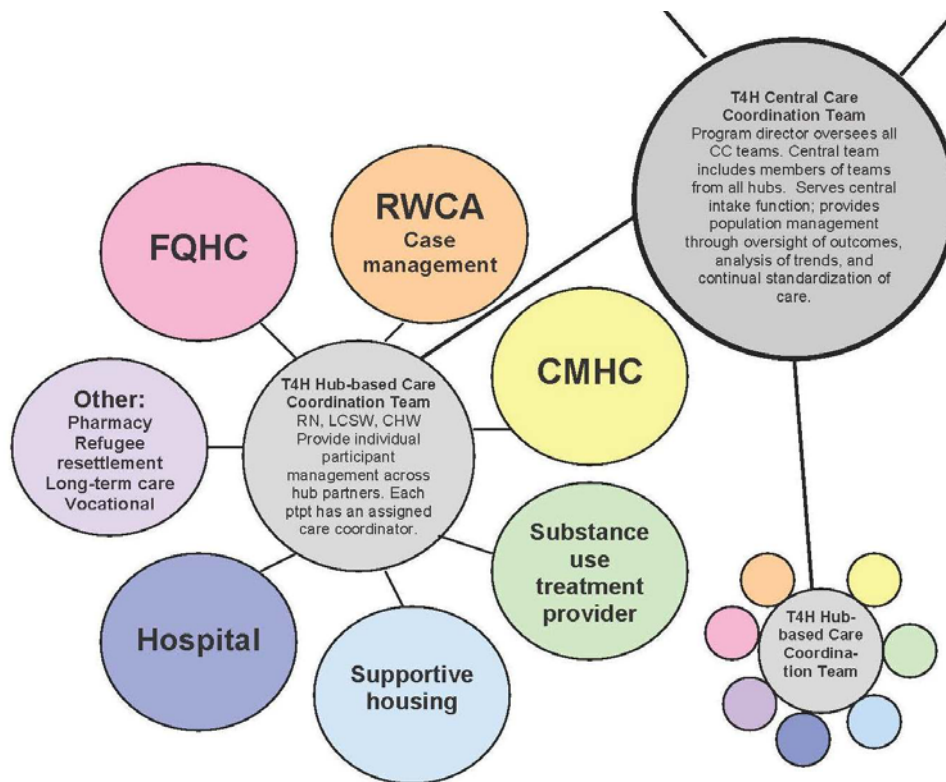 T4H Central Care
Coordination Team
Program director oversees all
CC teams. Central team
includes members of teams
from all hubs.  Serves central
intake function; provides
population management
through oversight of outcomes,
analysis of trends, and
continual standardization of
care.
FQHC
RWCA
Case
management
CMHC
T4H Hub-based Care
Coordination Team
RN, LCSW, CHW
Provide individual
participant
management across
hub partners. Each
ptpt has an assigned
care coordinator.
Other:
Pharmacy
Refugee
resettlement
Long-term care
Vocational
Substance
use
treatment
provider
Hospital
Supportive
housing
T4H Hub-
based Care
Coordina-
tion Team